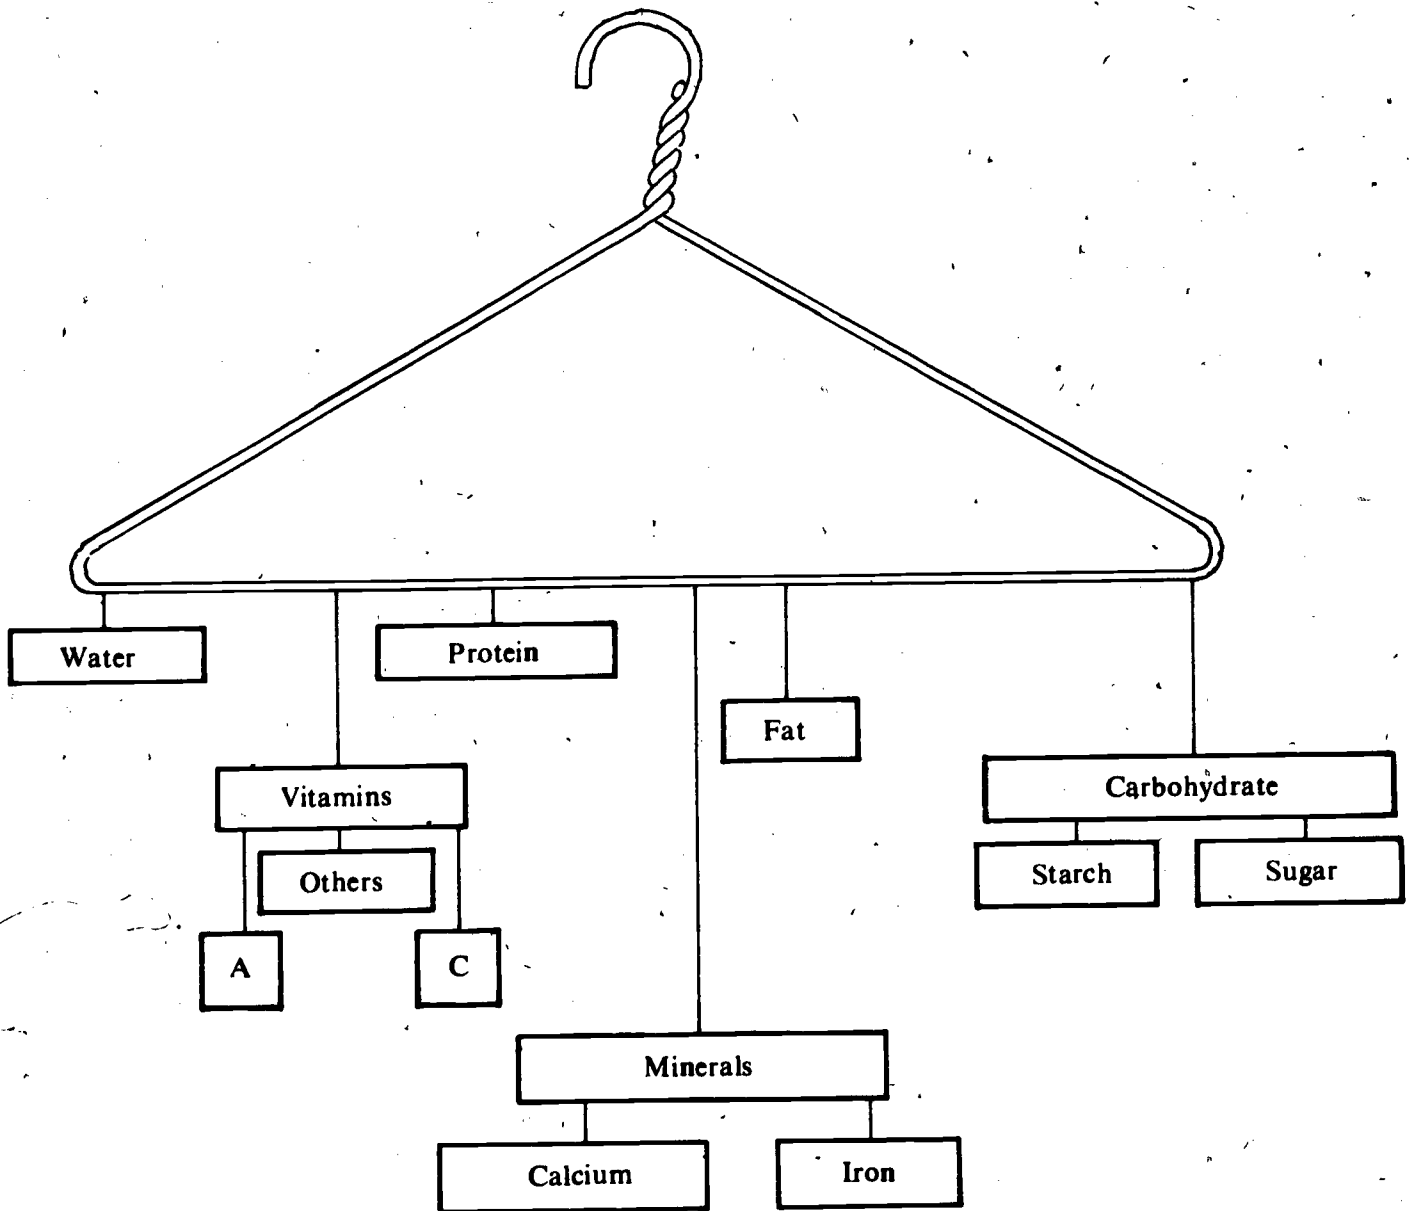 Water
Protein
Fat
Vitamins
Carbohydrate
Others
Starch
Sugar
A
C
Minerals
Calcium
Iron